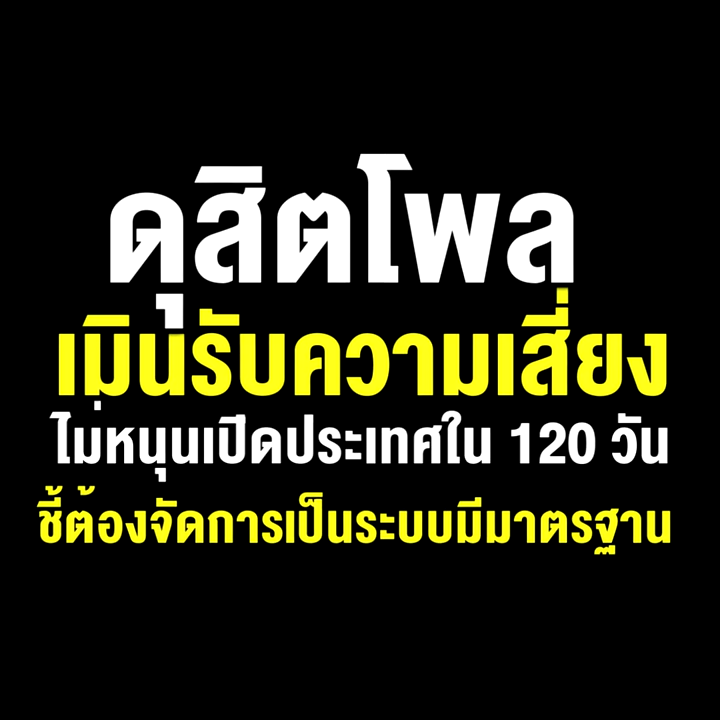 ดุสิตโพล
เมินรับความเสี่ยง
ไม่หนุนเปิดประเทศใน 120 วัน
ชี้ต้องจัดการเป็นระบบมีมาตรฐาน